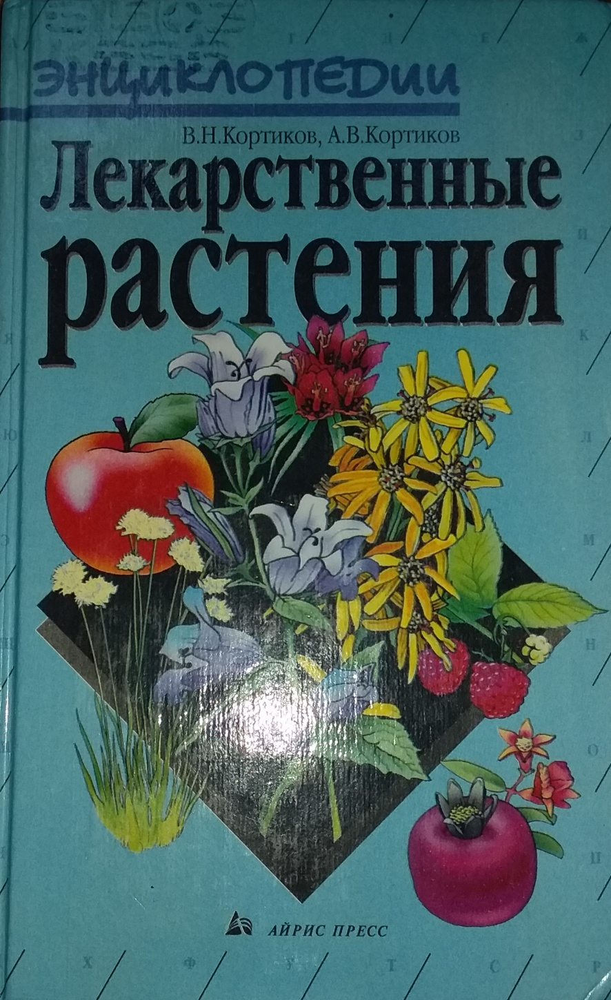 ЭНЦИКЛОПЕДИИ
В.Н.Кортиков, А.В.Кортиков
Лекарственные
растения
АЙРИС ПРЕСС
Г Д Е Ж
З
Й
К
Л
М
Н
О
П
Х Ф У Т С Р
Я
Ю
Э